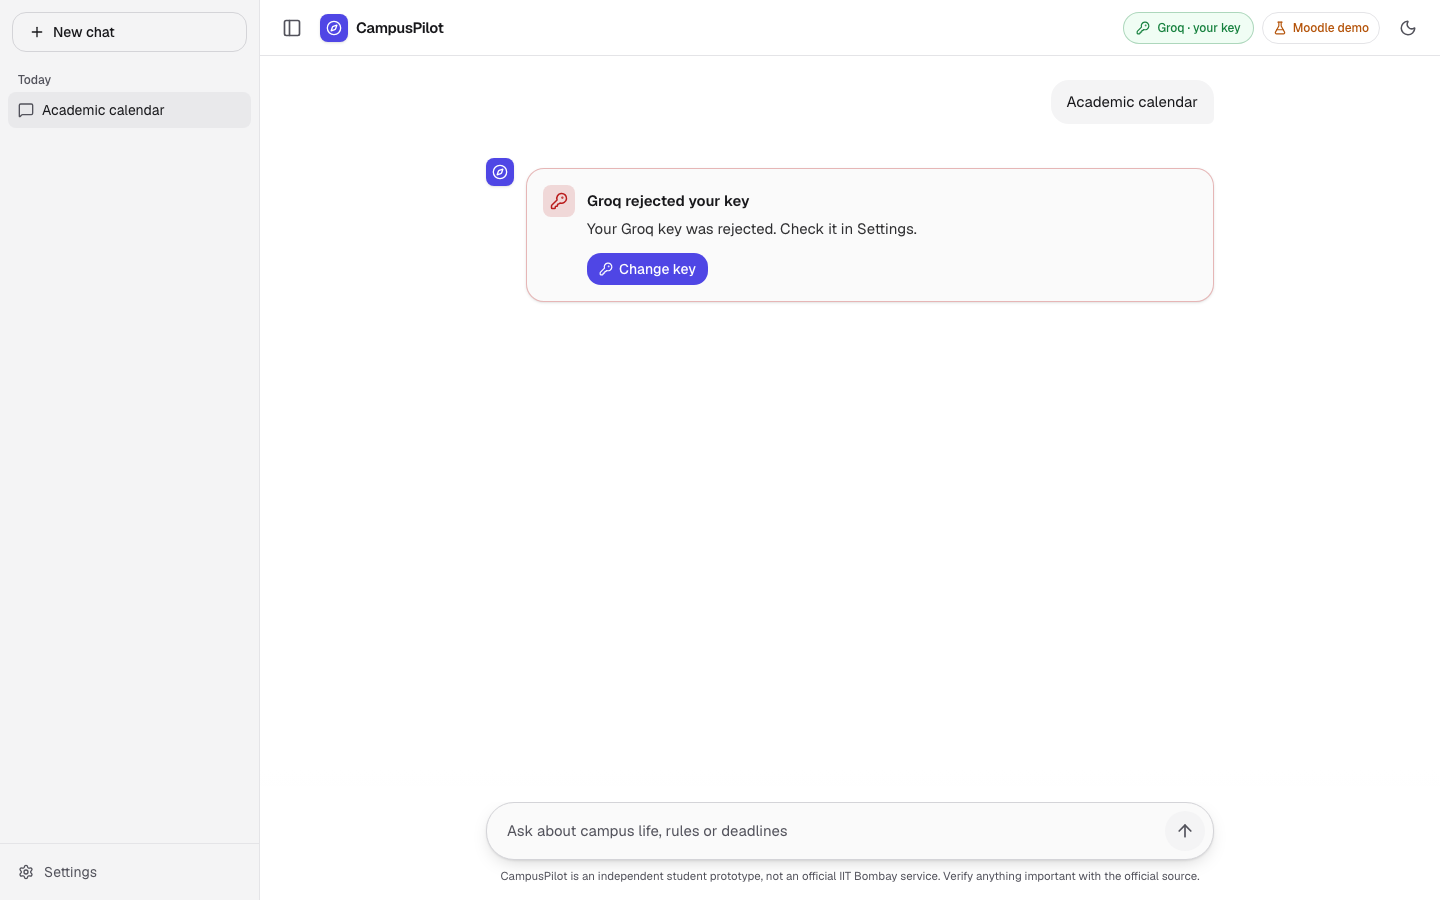 New chat
Today
Academic calendar
Settings
CampusPilot
Groq · your key
Moodle demo
Academic calendar
Groq rejected your key
Your Groq key was rejected. Check it in Settings.
Change key
Ask about campus life, rules or deadlines
CampusPilot is an independent student prototype, not an official IIT Bombay service. Verify anything important with the official source.